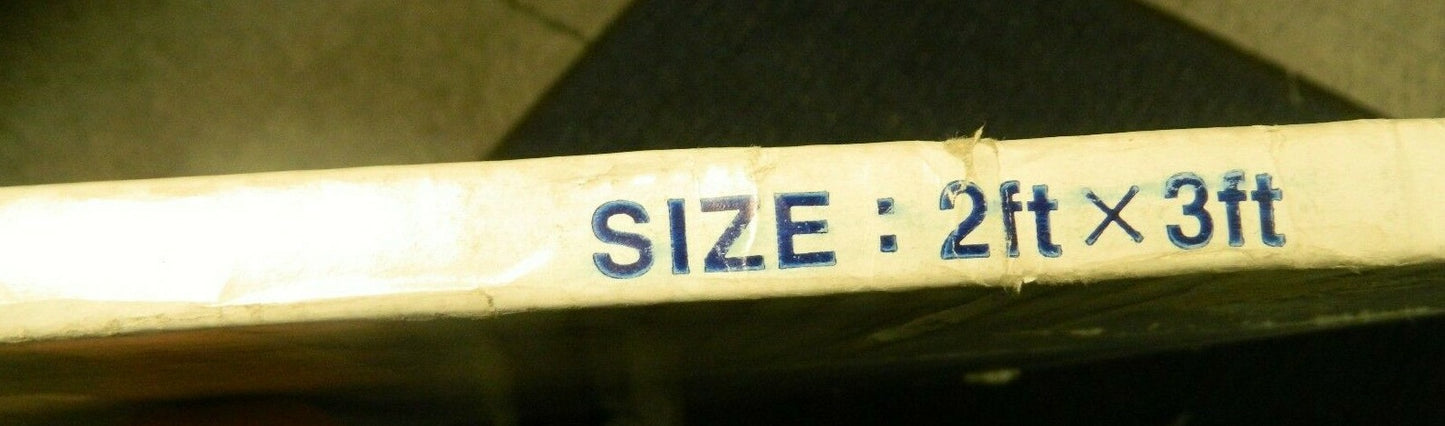 SIZE : 2ft × 3ft